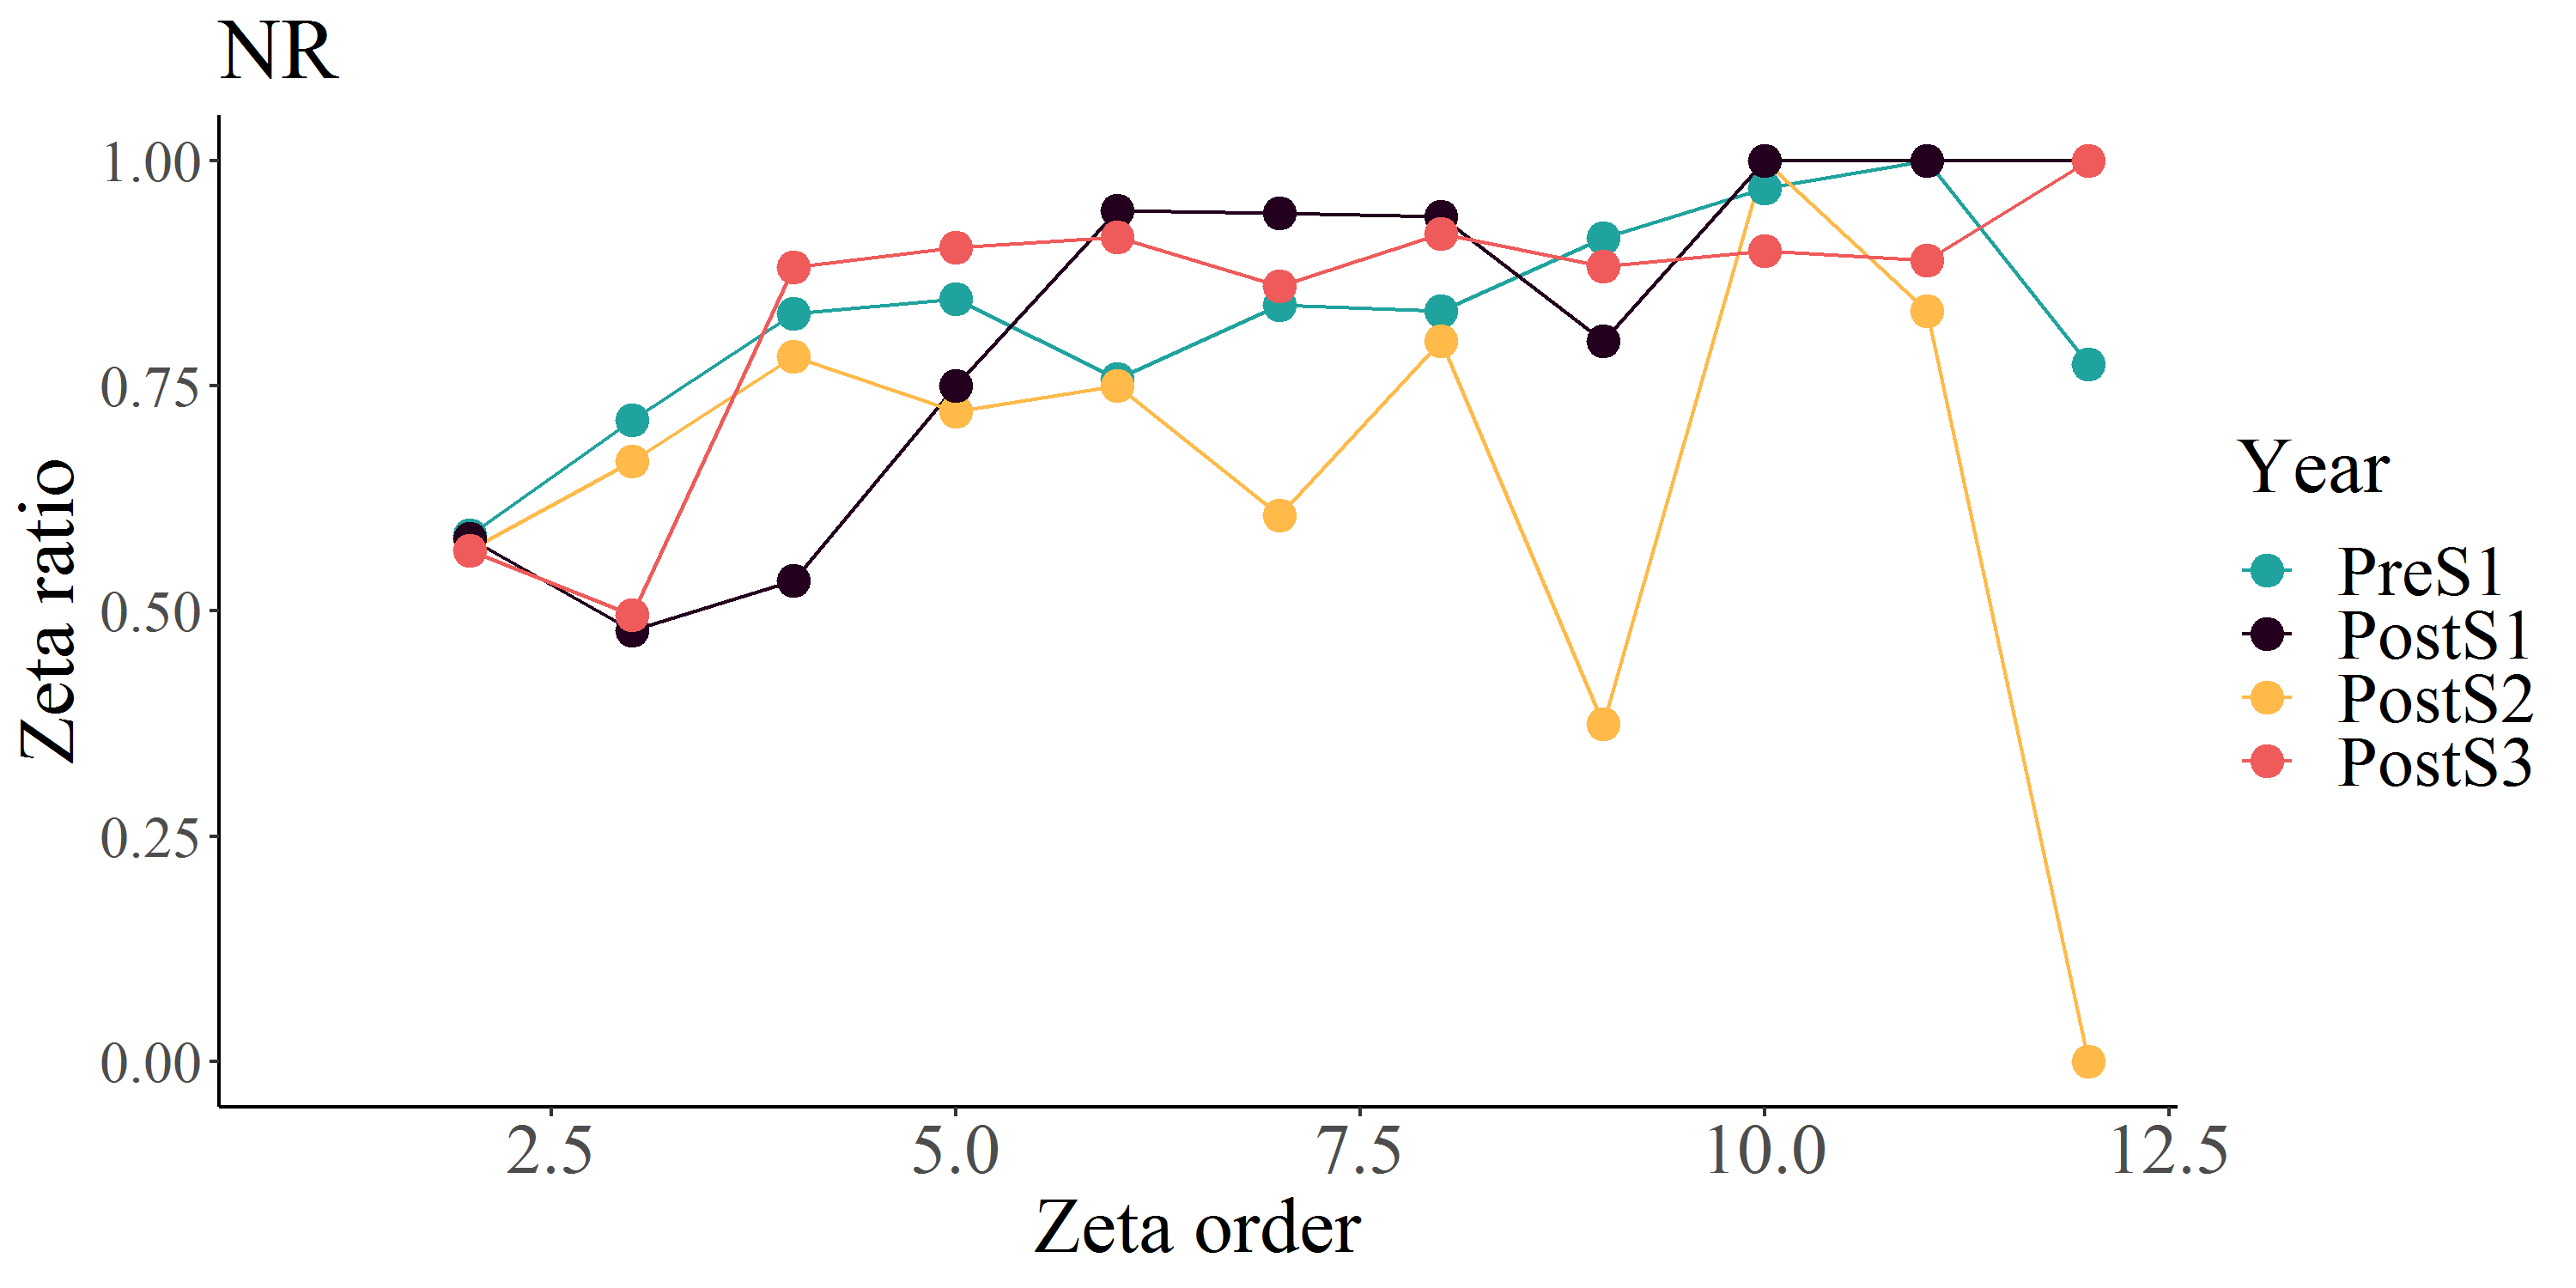 NR
1.00
0.75
0.50
0.25
0.00
Zeta ratio
2.5 5.0 7.5 10.0 12.5
Zeta order
Year
PreS1
PostS1
PostS2
PostS3